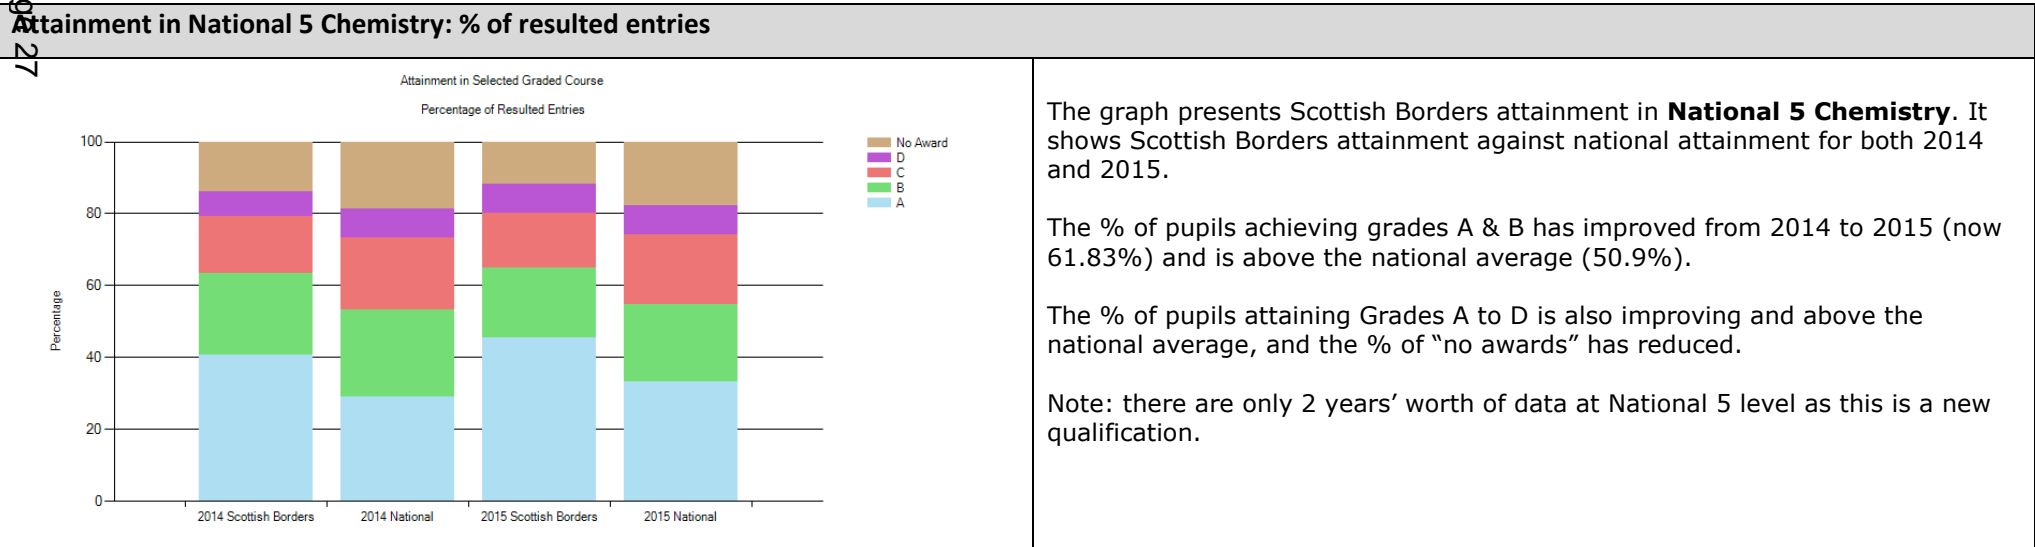 ge 27
Attainment in National 5 Chemistry: % of resulted entries
Attainment in Selected Graded Course
Percentage of Resulted Entries
100
80
60
40
20
0
Percentage
2014 Scottish Borders
2014 National
2015 Scottish Borders
2015 National
No Award
D
C
B
A
The graph presents Scottish Borders attainment in National 5 Chemistry. It
shows Scottish Borders attainment against national attainment for both 2014
and 2015.
The % of pupils achieving grades A & B has improved from 2014 to 2015 (now
61.83%) and is above the national average (50.9%).
The % of pupils attaining Grades A to D is also improving and above the
national average, and the % of “no awards” has reduced.
Note: there are only 2 years’ worth of data at National 5 level as this is a new
qualification.